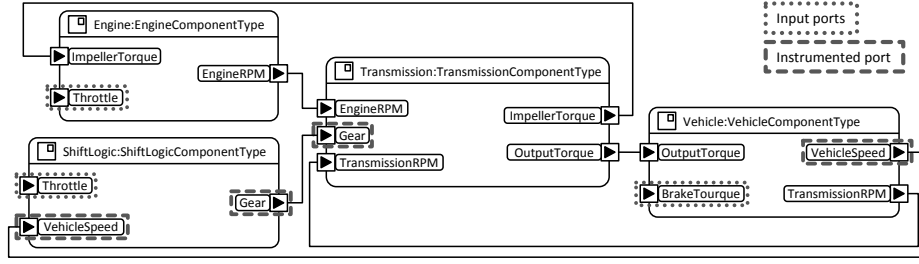 Engine:EngineComponentType
ImpellerTorque
EngineRPM
Throttle
ShiftLogic:ShiftLogicComponentType
Throttle
Gear
VehicleSpeed
Transmission:TransmissionComponentType
EngineRPM
ImpellerTorque
Gear
OutputTorque
TransmissionRPM
Vehicle:VehicleComponentType
OutputTorque
VehicleSpeed
BrakeTourque
TransmissionRPM
Input ports
Instrumented port